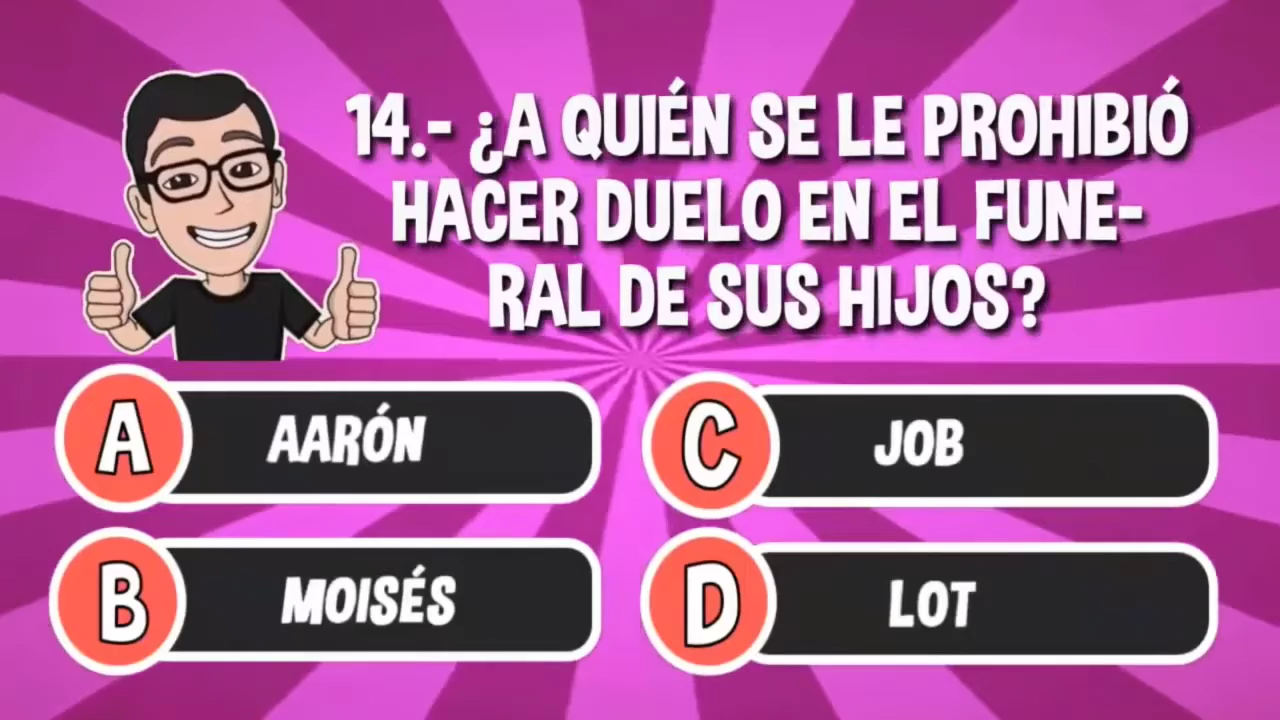 14.- ¿A QUIÉN SE LE PROHIBIÓ
HACER DUELO EN EL FUNE-
RAL DE SUS HIJOS?
A AARÓN
B MOISÉS
C JOB
D LOT